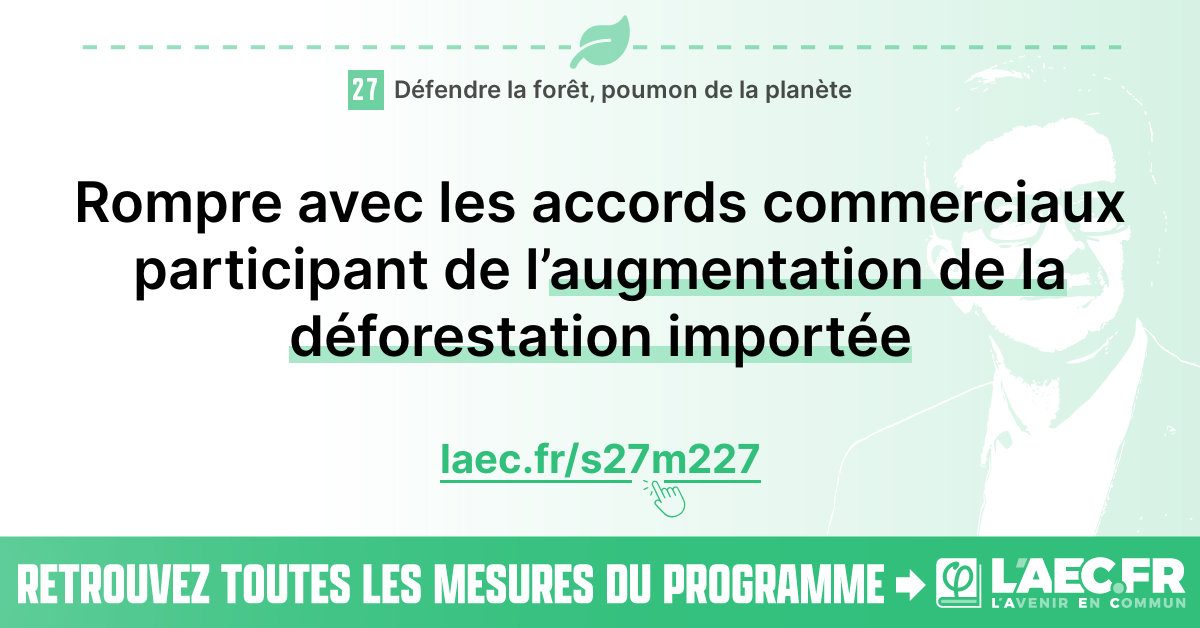 27 Défendre la forêt, poumon de la planète
Rompre avec les accords commerciaux
participant de l’augmentation de la
déforestation importée
laec.fr/s27m227
RETROUVEZ TOUTES LES MESURES DU PROGRAMME
φ L'AEC.FR
L'AVENIR EN COMMUN